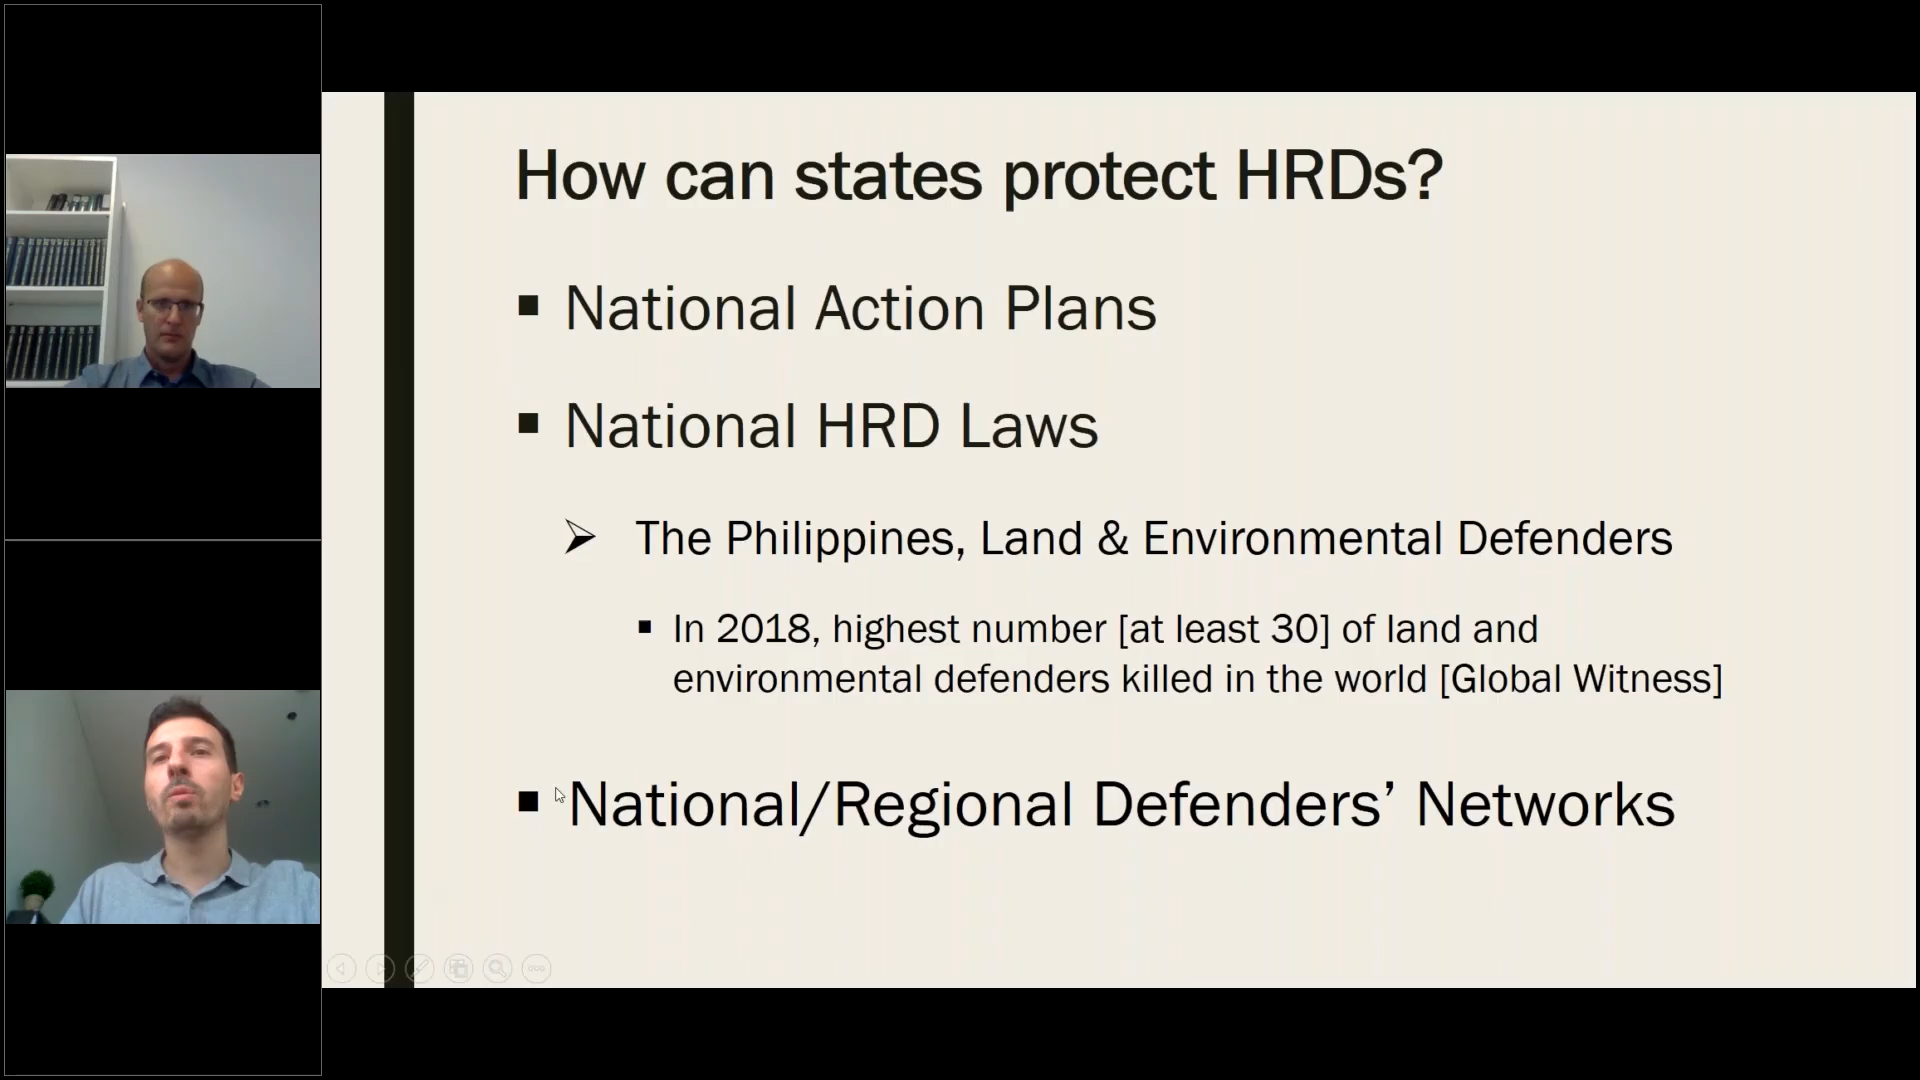 How can states protect HRDs?
National Action Plans
National HRD Laws
The Philippines, Land & Environmental Defenders
In 2018, highest number [at least 30] of land and
environmental defenders killed in the world [Global Witness]
National/Regional Defenders’ Networks